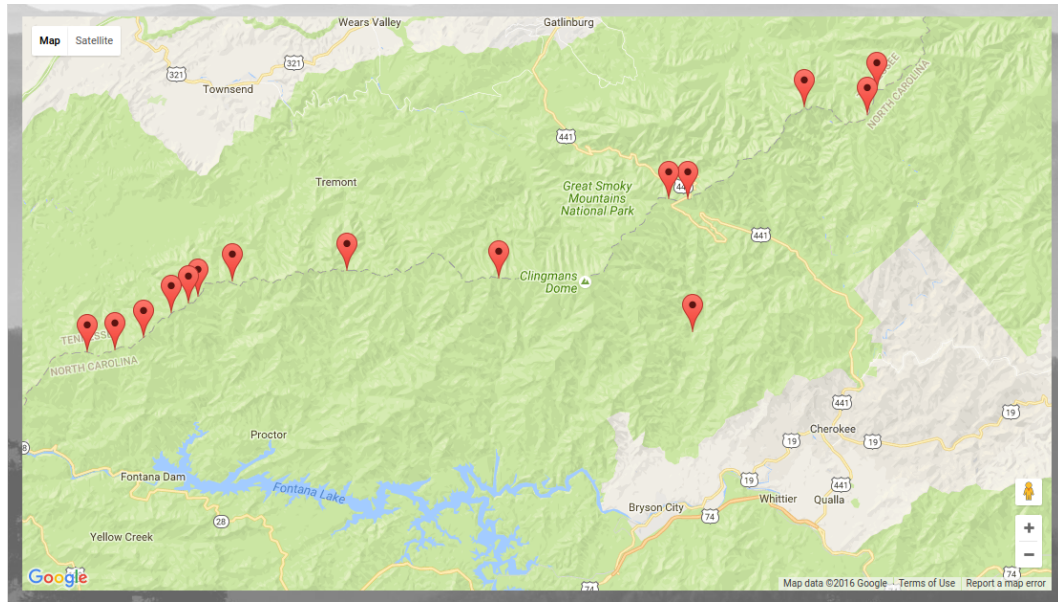 Wears Valley
Gatlinburg
Map
Satellite
321
321
Townsend
NORTH CAROLINA
441
Tremont
Great Smoky
Mountains
National Park
44
441
Clingmans
Dome
NORTH CAROLINA
441
19
Cherokee
19
19
Proctor
8
Fontana Dam
Fontana Lake
19
Whittier
441
Qualla
Bryson City
74
28
Yellow Creek
74
74
Google
Map data ©2016 Google
Terms of Use
Report a map error